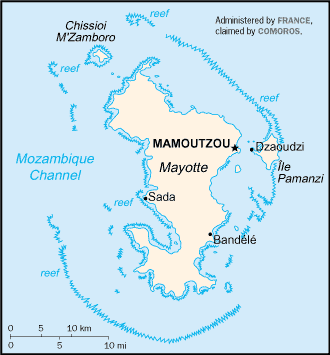 Chissioi
M'Zamboro
Administered by FRANCE,
claimed by COMOROS.
reef
reef
MAMOUTZOU
Dzaoudzi
Mayotte
Mozambique
Channel
Île
Pamanzi
reef
reef
Sada
Bandélé
reef
reef
0 5 10 km
0 5 10 mi